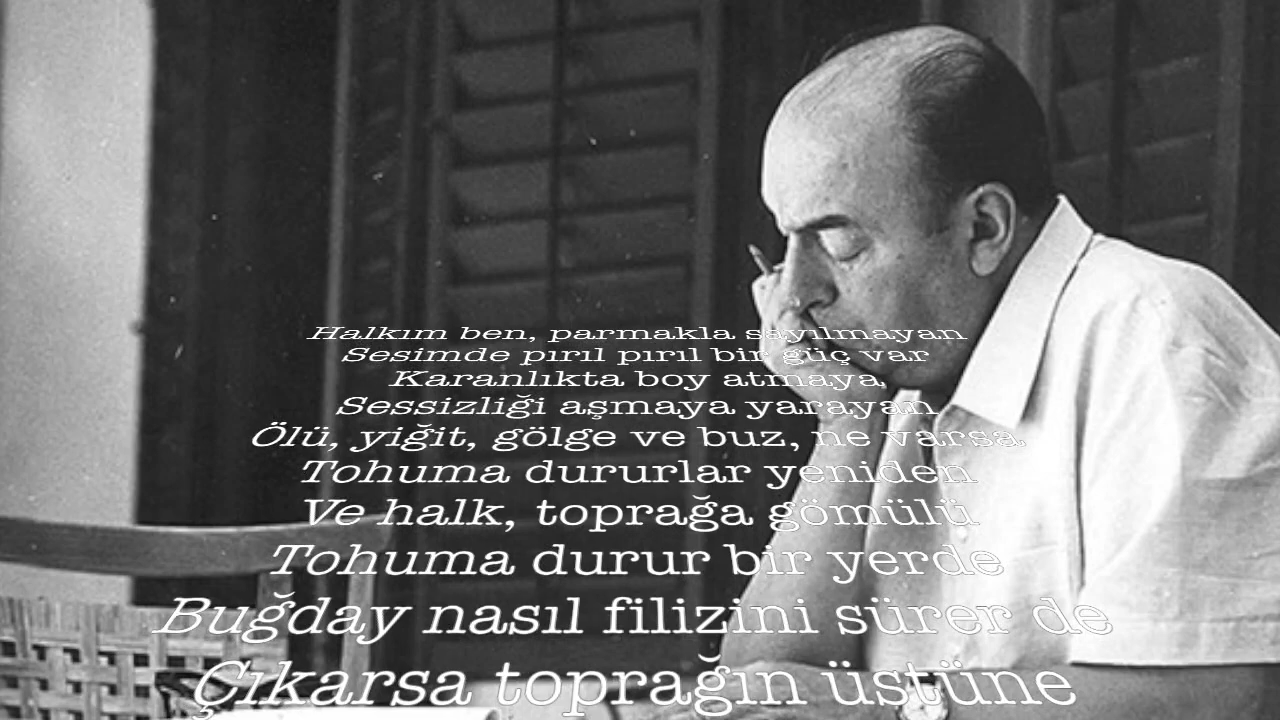 Halkım ben, parmakla sayılmayan
Sesimde pırıl pırıl bir güç var
Karanlıkta boy atmaya,
Sessizliği aşmaya yarayan
Ölü, yiğit, gölge ve buz, ne varsa
Tohuma dururlar yeniden
Ve halk, toprağa gömülü
Tohuma durur bir yerde
Buğday nasıl filizini sürer de
Çıkarsa toprağın üstüne